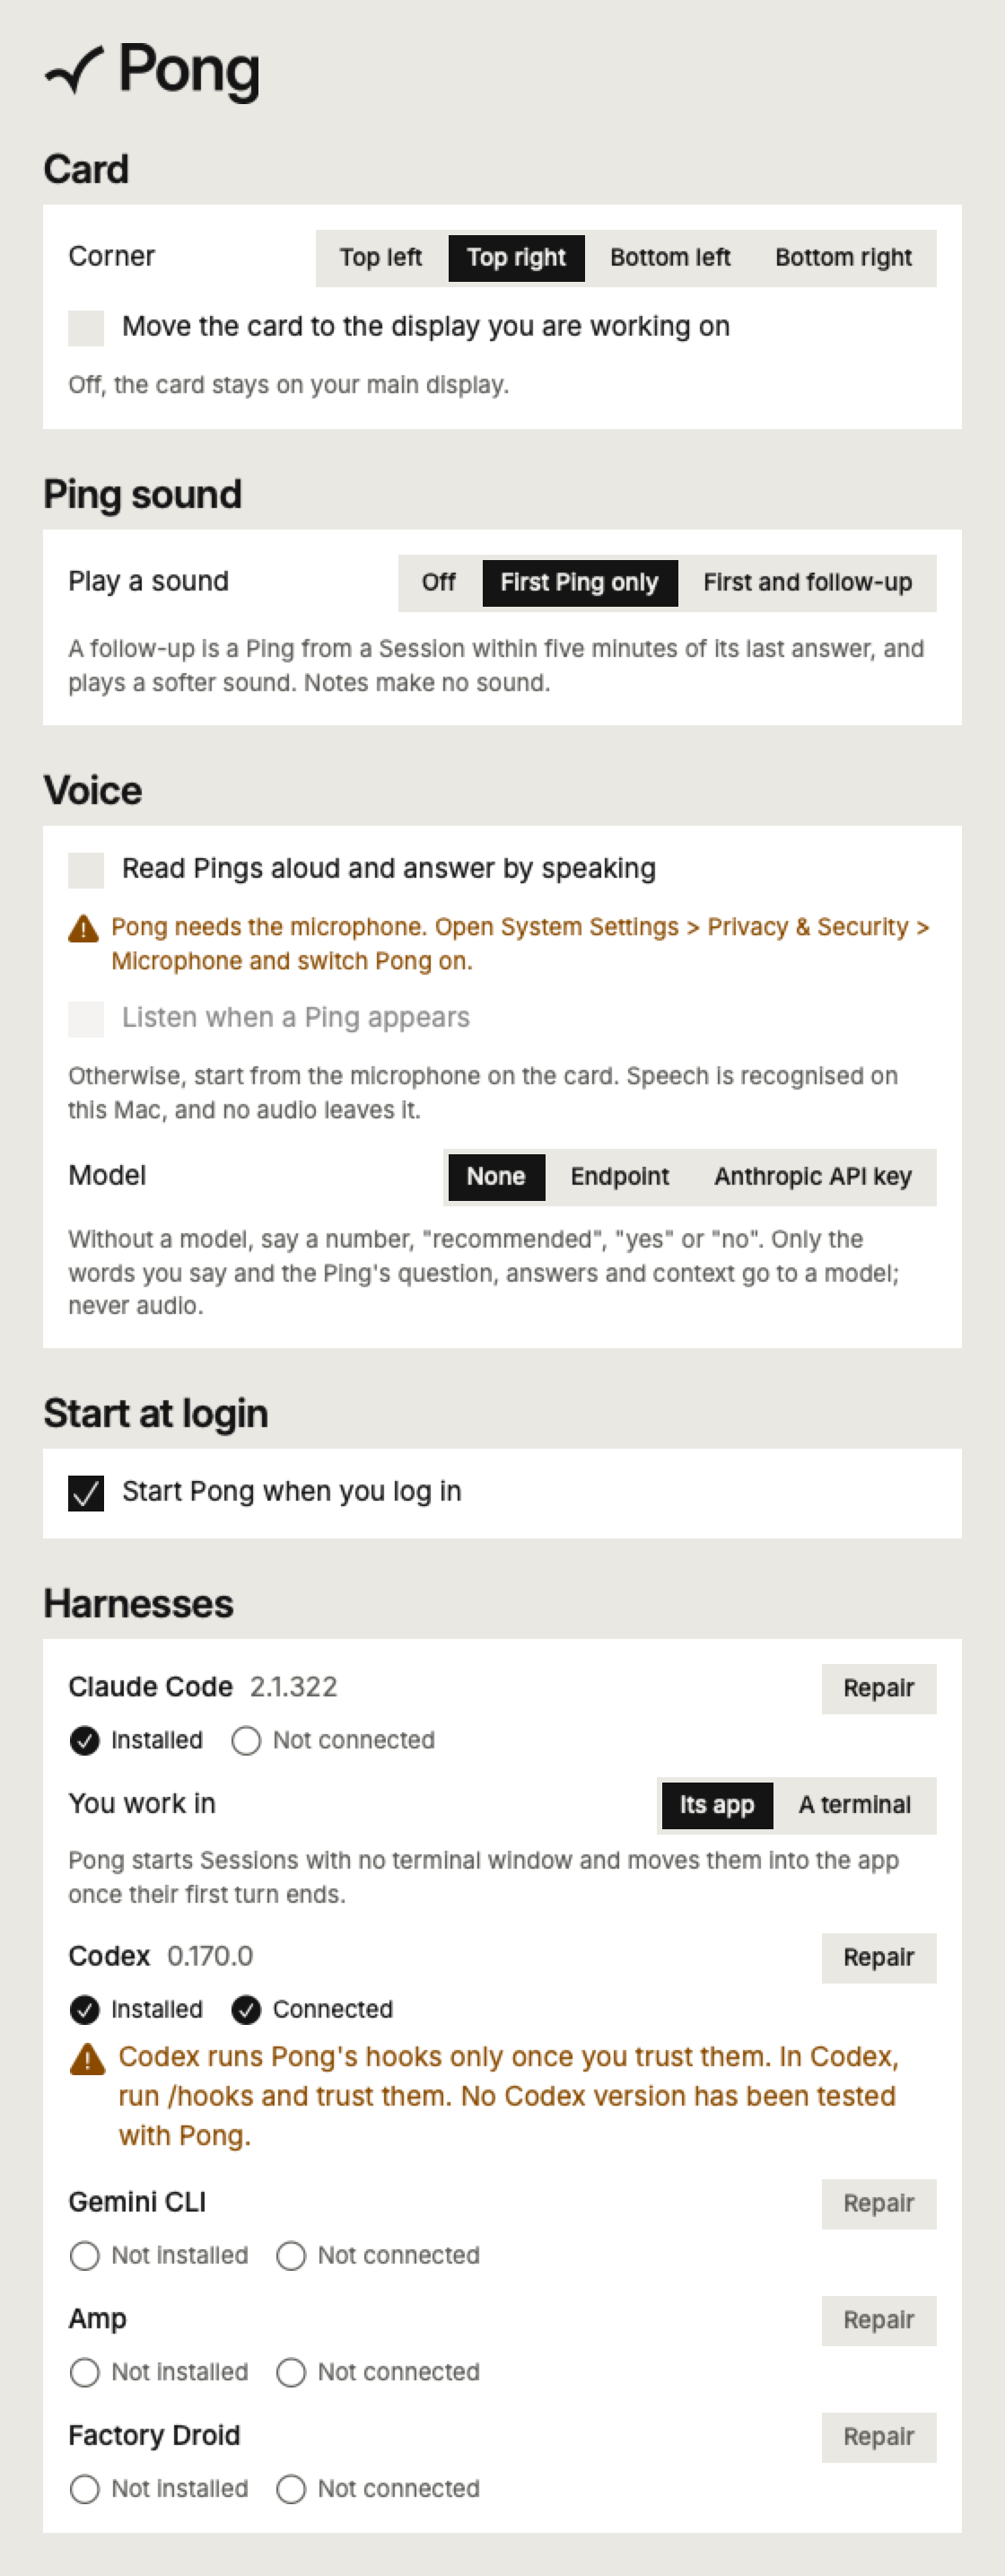 Pong
Card
Corner
Top left
Top right
Bottom left
Bottom right
Move the card to the display you are working on
Off, the card stays on your main display.
Ping sound
Play a sound
Off
First Ping only
First and follow-up
A follow-up is a Ping from a Session within five minutes of its last answer, and
plays a softer sound. Notes make no sound.
Voice
Read Pings aloud and answer by speaking
Pong needs the microphone. Open System Settings > Privacy & Security >
Microphone and switch Pong on.
Listen when a Ping appears
Otherwise, start from the microphone on the card. Speech is recognised on
this Mac, and no audio leaves it.
Model
None
Endpoint
Anthropic API key
Without a model, say a number, "recommended", "yes" or "no". Only the
words you say and the Ping's question, answers and context go to a model;
never audio.
Start at login
Start Pong when you log in
Harnesses
Claude Code 2.1.322
Repair
Installed
Not connected
You work in
Its app
A terminal
Pong starts Sessions with no terminal window and moves them into the app
once their first turn ends.
Codex 0.170.0
Repair
Installed
Connected
Codex runs Pong's hooks only once you trust them. In Codex,
run /hooks and trust them. No Codex version has been tested
with Pong.
Gemini CLI
Repair
Not installed
Not connected
Amp
Repair
Not installed
Not connected
Factory Droid
Repair
Not installed
Not connected